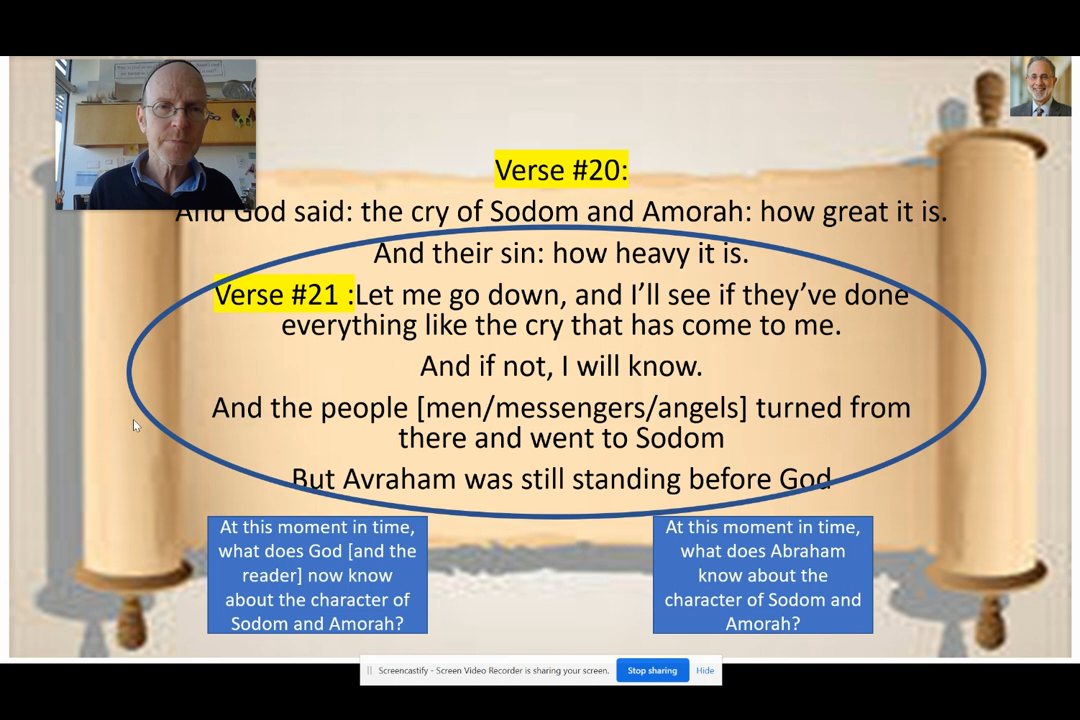 Verse #20:
And God said: the cry of Sodom and Amorah: how great it is.
And their sin: how heavy it is.
Verse #21 :Let me go down, and I’ll see if they’ve done
everything like the cry that has come to me.
And if not, I will know.
And the people [men/messengers/angels] turned from
there and went to Sodom
But Avraham was still standing before God
At this moment in time,
what does God [and the
reader] now know
about the character of
Sodom and Amorah?
At this moment in time,
what does Abraham
know about the
character of Sodom and
Amorah?
Screencastify - Screen Video Recorder is sharing your screen. Stop sharing Hide